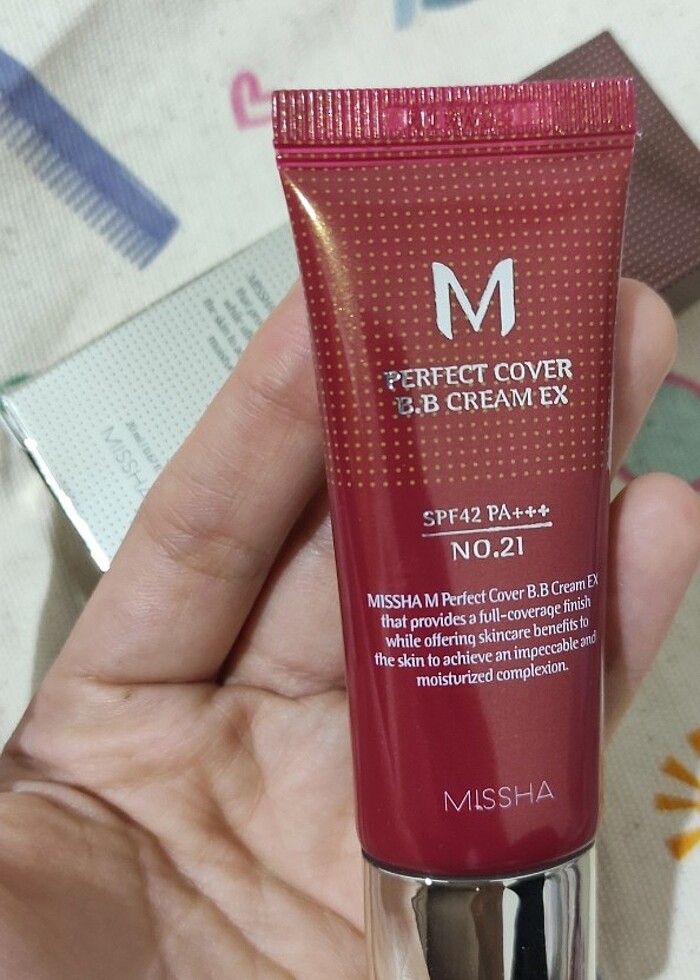 M
PERFECT COVER
B.B CREAM EX
SPF42 PA+++
NO.21
MISSHA M Perfect Cover B.B Cream EX
that provides a full-coverage finish
while offering skincare benefits to
the skin to achieve an impeccable and
moisturized complexion.
MISSHA
MISSHA